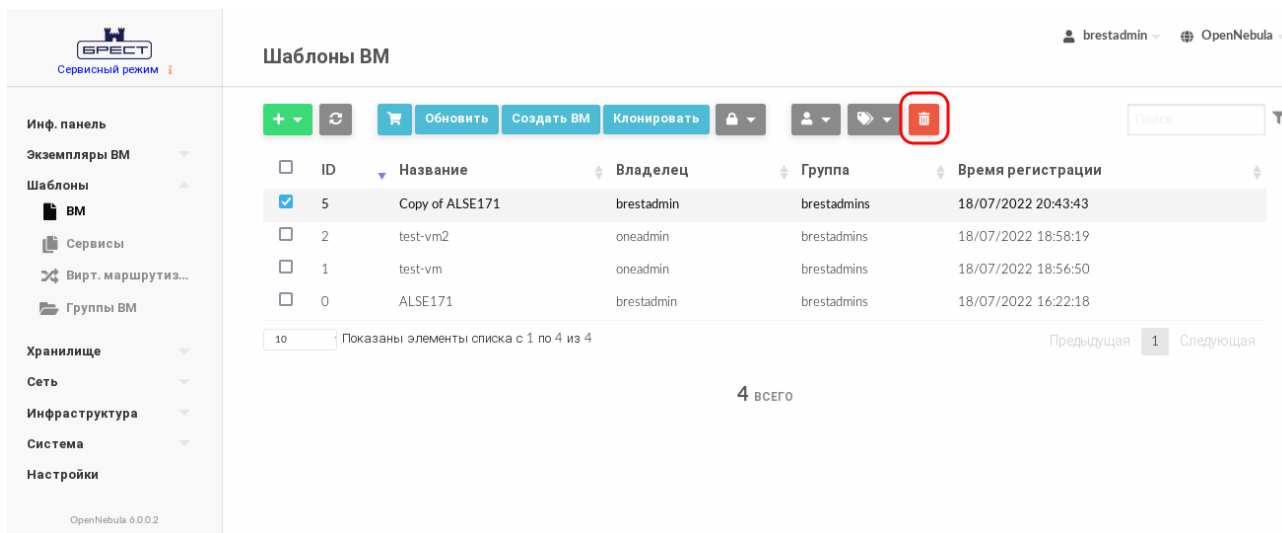 БРЕСТ
Сервисный режим i
Шаблоны ВМ
brestadmin
OpenNebula
Инф. панель
Экземпляры ВМ
Шаблоны
ВМ
Сервисы
Вирт. маршрутиз...
Группы ВМ
Хранилище
Сеть
Инфраструктура
Система
Настройки
OpenNebula 6.0.0.2
+ Обновить Создать ВМ Клонировать Поиск
ID Название Владелец Группа Время регистрации
5 Copy of ALSE171 brestadmin brestadmins 18/07/2022 20:43:43
2 test-vm2 oneadmin brestadmins 18/07/2022 18:58:19
1 test-vm oneadmin brestadmins 18/07/2022 18:56:50
0 ALSE171 brestadmin brestadmins 18/07/2022 16:22:18
10 Показаны элементы списка с 1 по 4 из 4 Предыдущая 1 Следующая
4 ВСЕГО